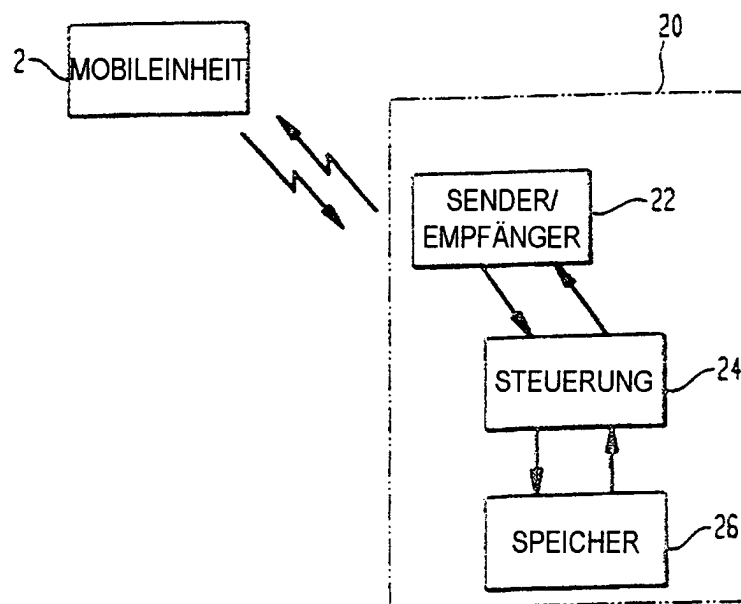 20
2
MOBILEINHEIT
SENDER/
EMPFÄNGER
22
STEUERUNG
24
SPEICHER
26